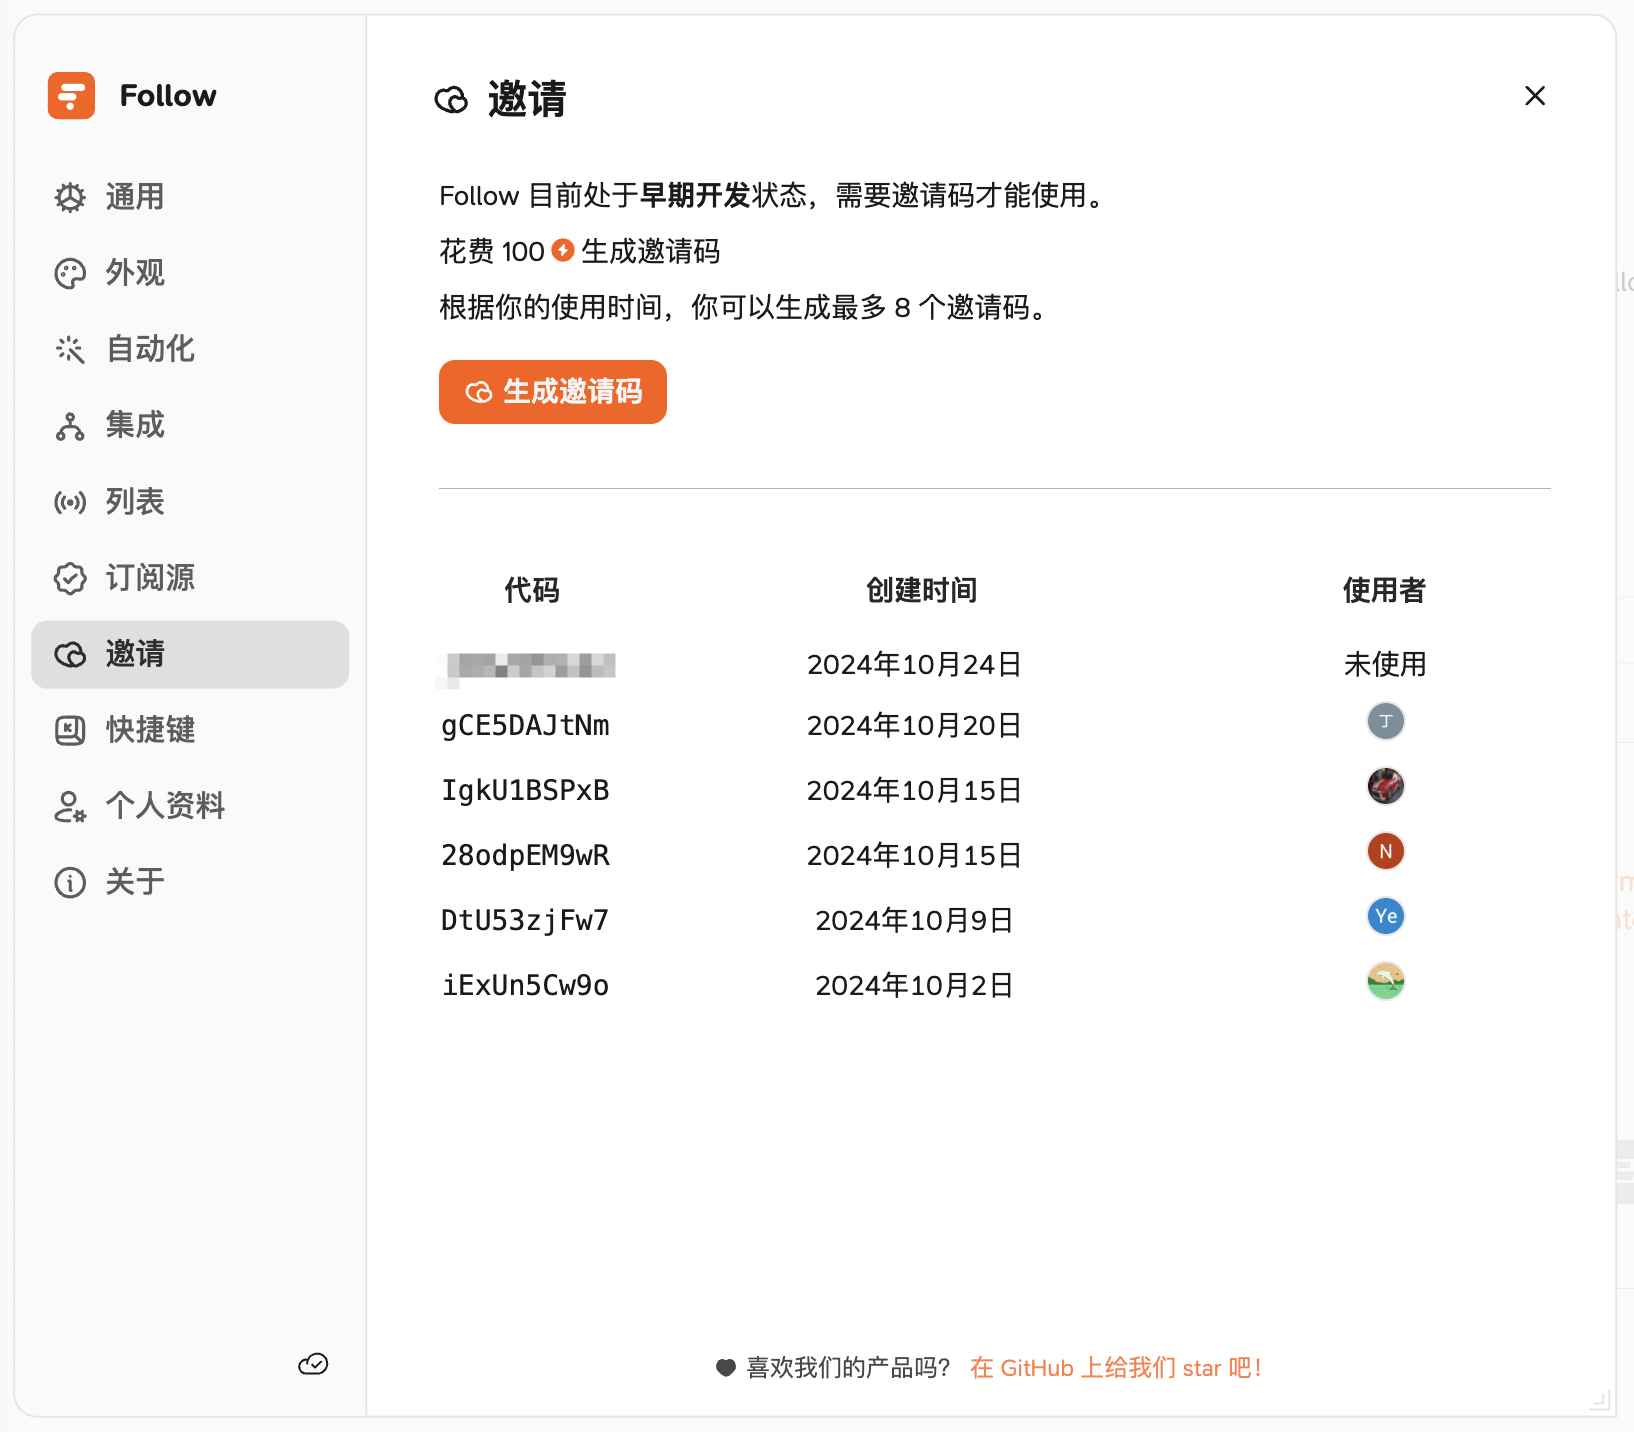 Follow
通用
外观
自动化
集成
列表
订阅源
邀请
快捷键
个人资料
关于
邀请
Follow 目前处于早期开发状态，需要邀请码才能使用。
花费 100 生成邀请码
根据你的使用时间，你可以生成最多 8 个邀请码。
生成邀请码
代码 创建时间 使用者
2024年10月24日 未使用
gCE5DAJtNm 2024年10月20日 丁
IgkU1BSPxB 2024年10月15日
28odpEM9wR 2024年10月15日 N
DtU53zjFw7 2024年10月9日 Ye
iExUn5Cw9o 2024年10月2日
喜欢我们的产品吗？ 在 GitHub 上给我们 star 吧！